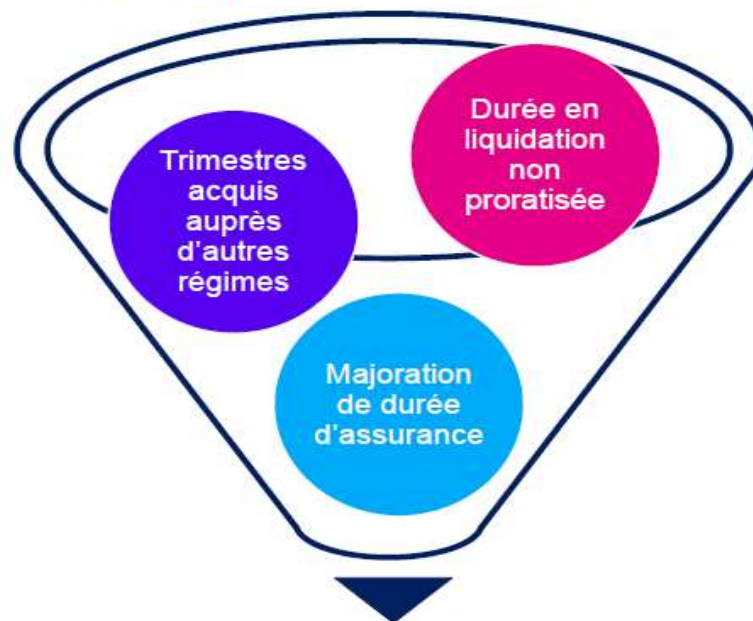 Trimestres
acquis
auprès
d'autres
régimes
Durée en
liquidation
non
proratisée
Majoration
de durée
d'assurance